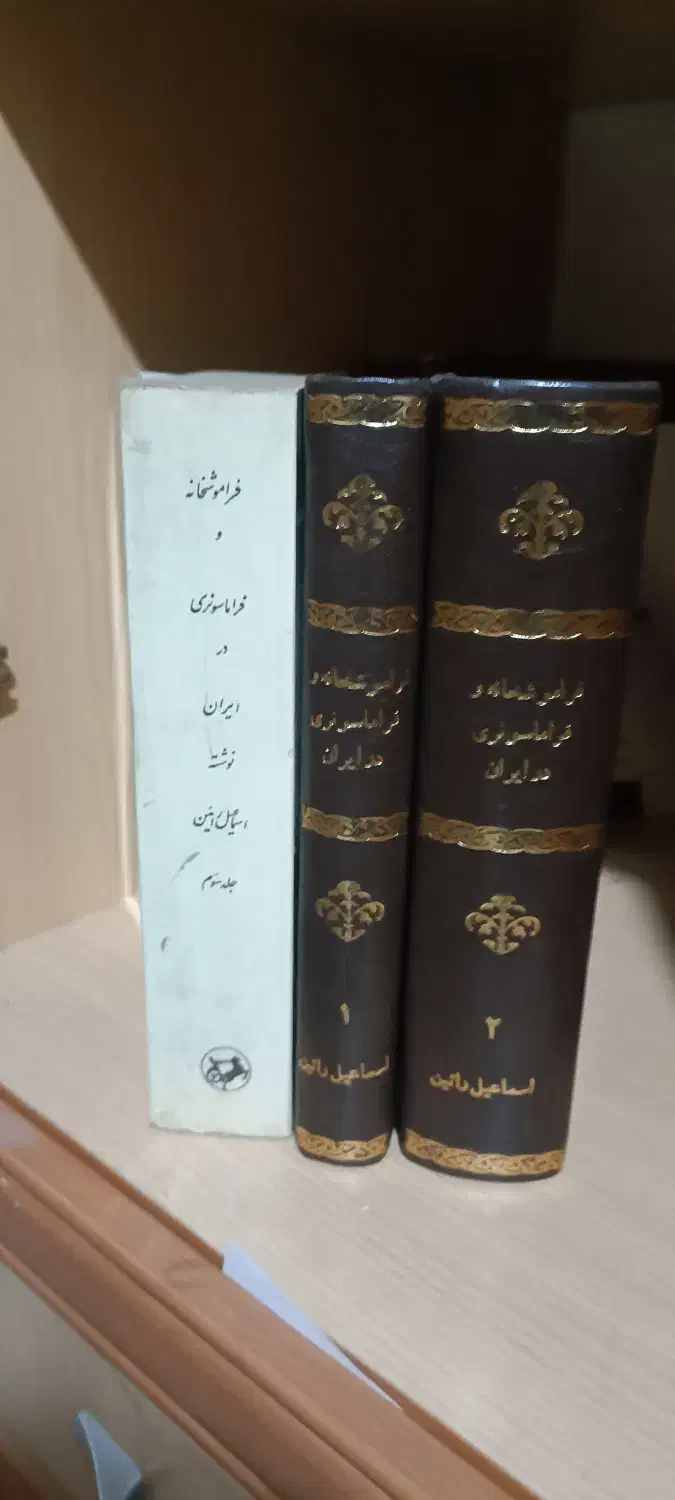 فراموشخانه
و
فراماسونری
در
ایران
نوشته
اسماعیل رائین
جلد سوم
فراموشخانه و
فراماسونری
در ایران
۱
اسماعیل رائین
فراموشخانه و
فراماسونری
در ایران
۲
اسماعیل رائین